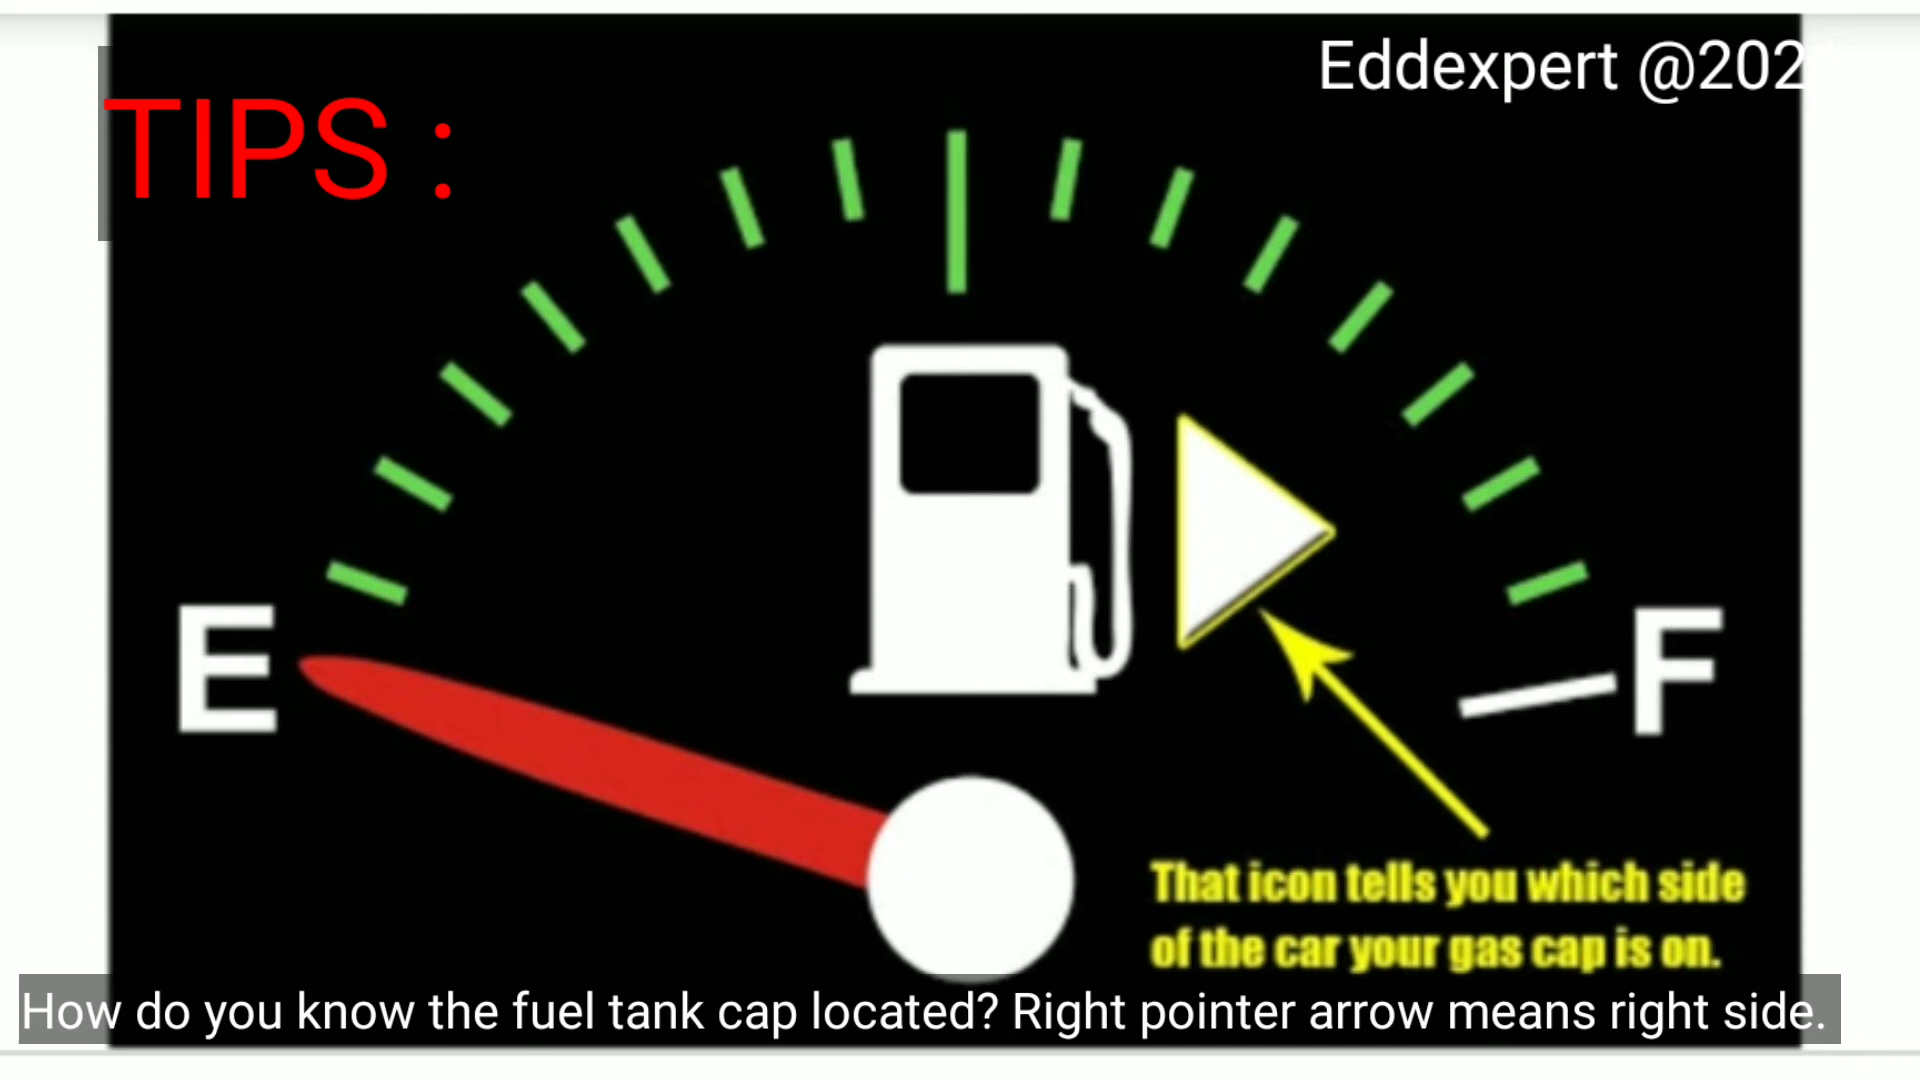 Eddexpert @202
TIPS :
E
F
That icon tells you which side
of the car your gas cap is on.
How do you know the fuel tank cap located? Right pointer arrow means right side.